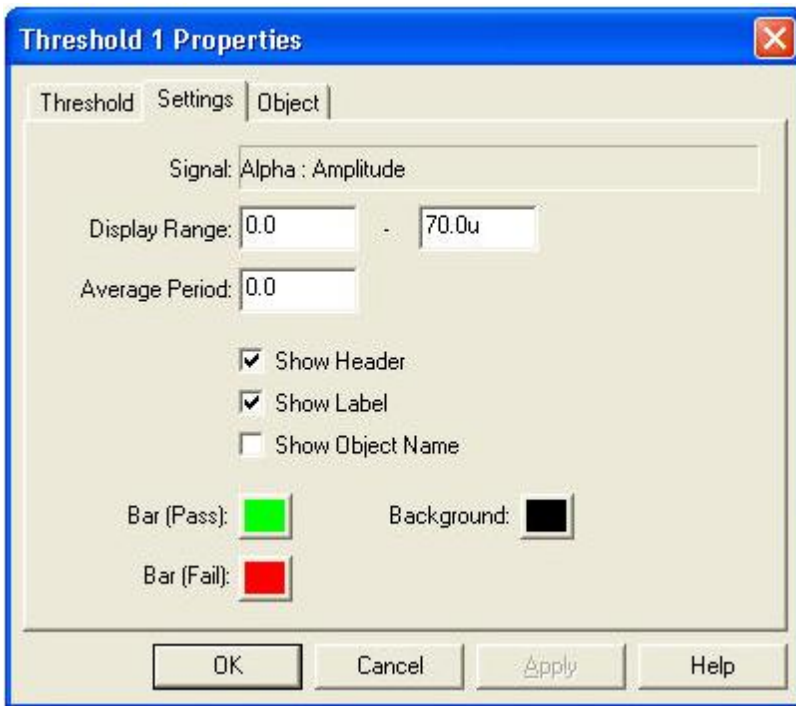 Threshold 1 Properties
Threshold Settings Object
Signal: Alpha : Amplitude
Display Range: 0.0 - 70.0u
Average Period: 0.0
Show Header
Show Label
Show Object Name
Bar (Pass): Background:
Bar (Fail):
OK Cancel Apply Help